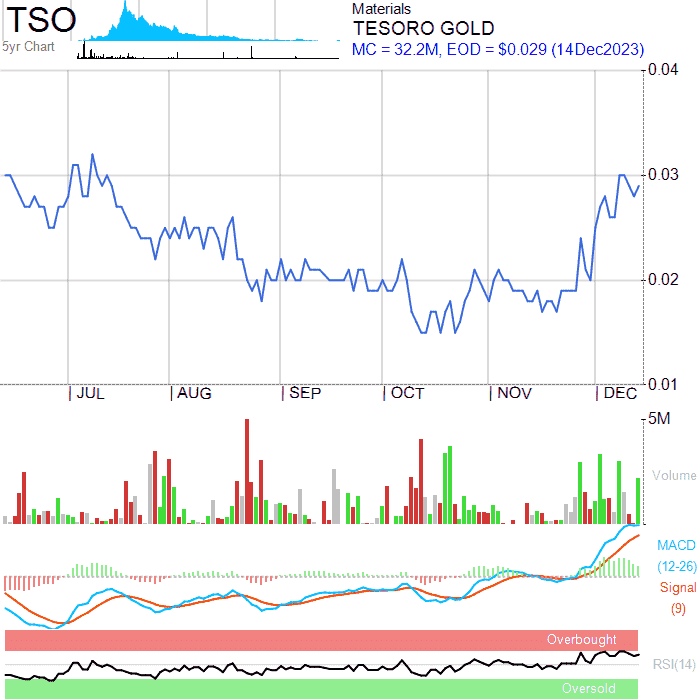 TSO
5yr Chart
Materials
TESORO GOLD
MC = 32.2M, EOD = $0.029 (14Dec2023)
0.04
0.03
0.02
0.01
JUL AUG SEP OCT NOV DEC
5M
Volume
MACD
(12-26)
Signal
(9)
Overbought
RSI(14)
Oversold